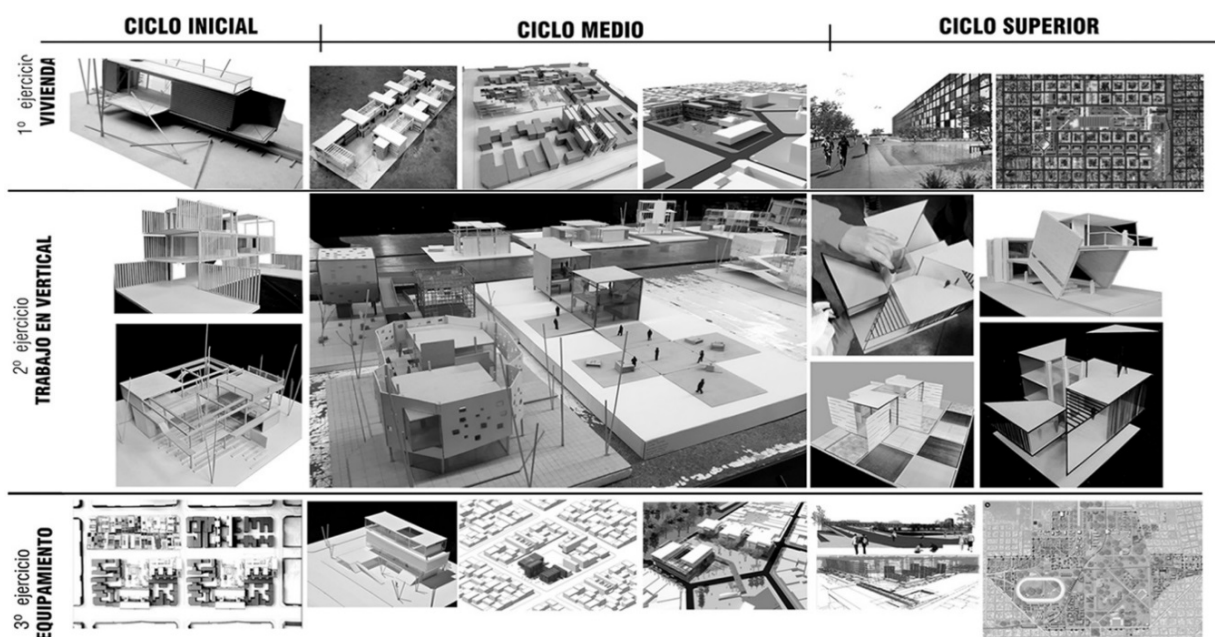 CICLO INICIAL
CICLO MEDIO
CICLO SUPERIOR
1º ejercicio
VIVIENDA
2º ejercicio
TRABAJO EN VERTICAL
3º ejercicio
EQUIPAMIENTO